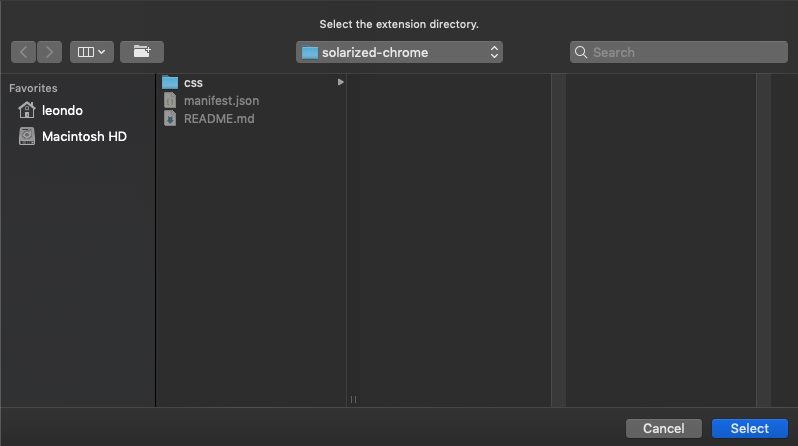 Select the extension directory.
solarized-chrome
Search
Favorites
leondo
Macintosh HD
css
manifest.json
README.md
Cancel
Select